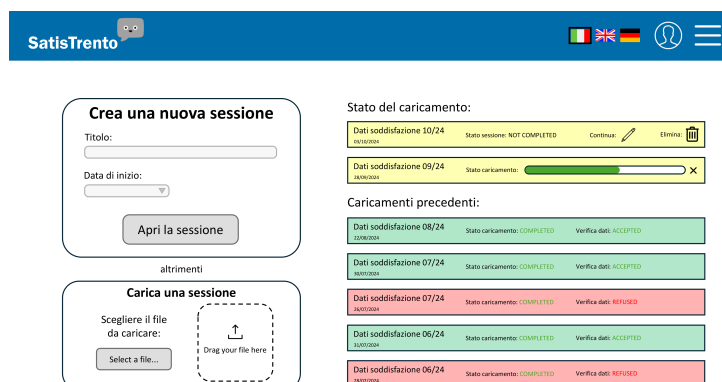 SatisTrento
Crea una nuova sessione
Titolo:
Data di inizio:
Apri la sessione
altrimenti
Carica una sessione
Scegliere il file
da caricare:
Select a file...
Drag your file here
Stato del caricamento:
Dati soddisfazione 10/24
03/10/2024
Stato sessione: NOT COMPLETED
Continua:
Elimina:
Dati soddisfazione 09/24
28/09/2024
Stato caricamento:
Caricamenti precedenti:
Dati soddisfazione 08/24
22/08/2024
Stato caricamento: COMPLETED
Verifica dati: ACCEPTED
Dati soddisfazione 07/24
30/07/2024
Stato caricamento: COMPLETED
Verifica dati: ACCEPTED
Dati soddisfazione 07/24
26/07/2024
Stato caricamento: COMPLETED
Verifica dati: REFUSED
Dati soddisfazione 06/24
31/07/2024
Stato caricamento: COMPLETED
Verifica dati: ACCEPTED
Dati soddisfazione 06/24
28/07/2024
Stato caricamento: COMPLETED
Verifica dati: REFUSED